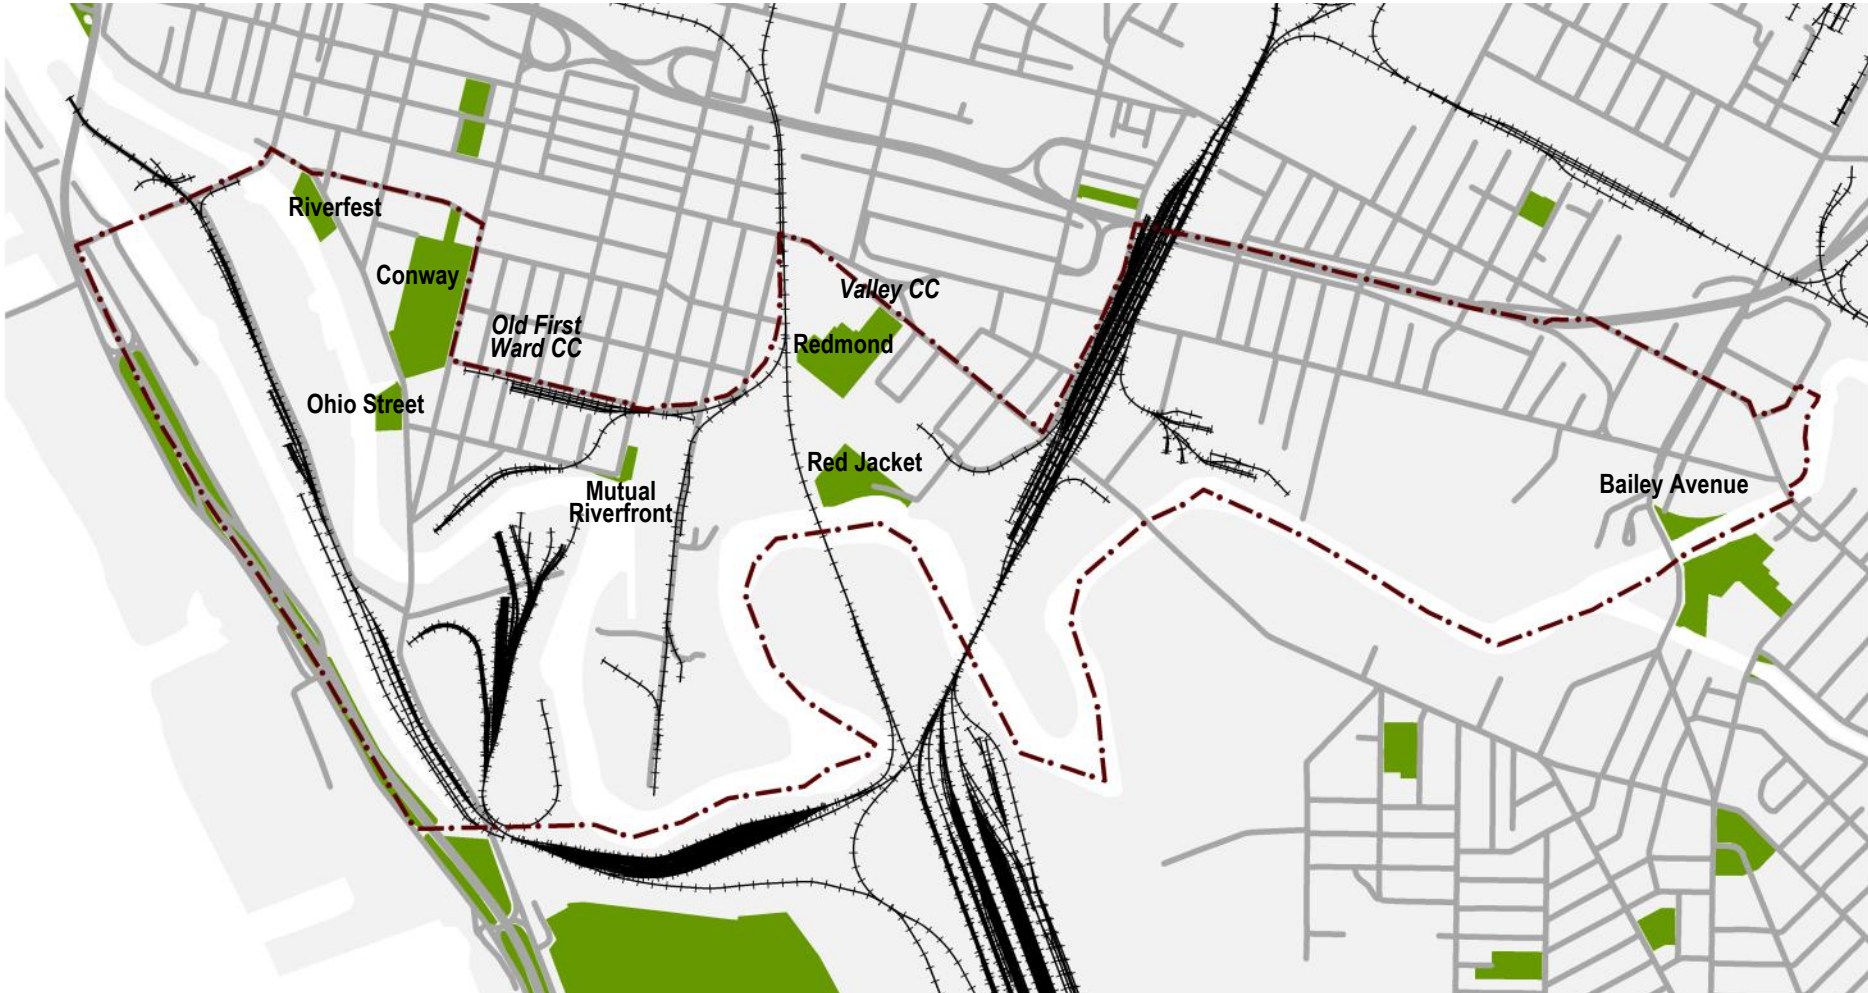 Riverfest
Conway
Valley CC
Old First
Ward CC
Redmond
Ohio Street
Red Jacket
Mutual
Riverfront
Bailey Avenue